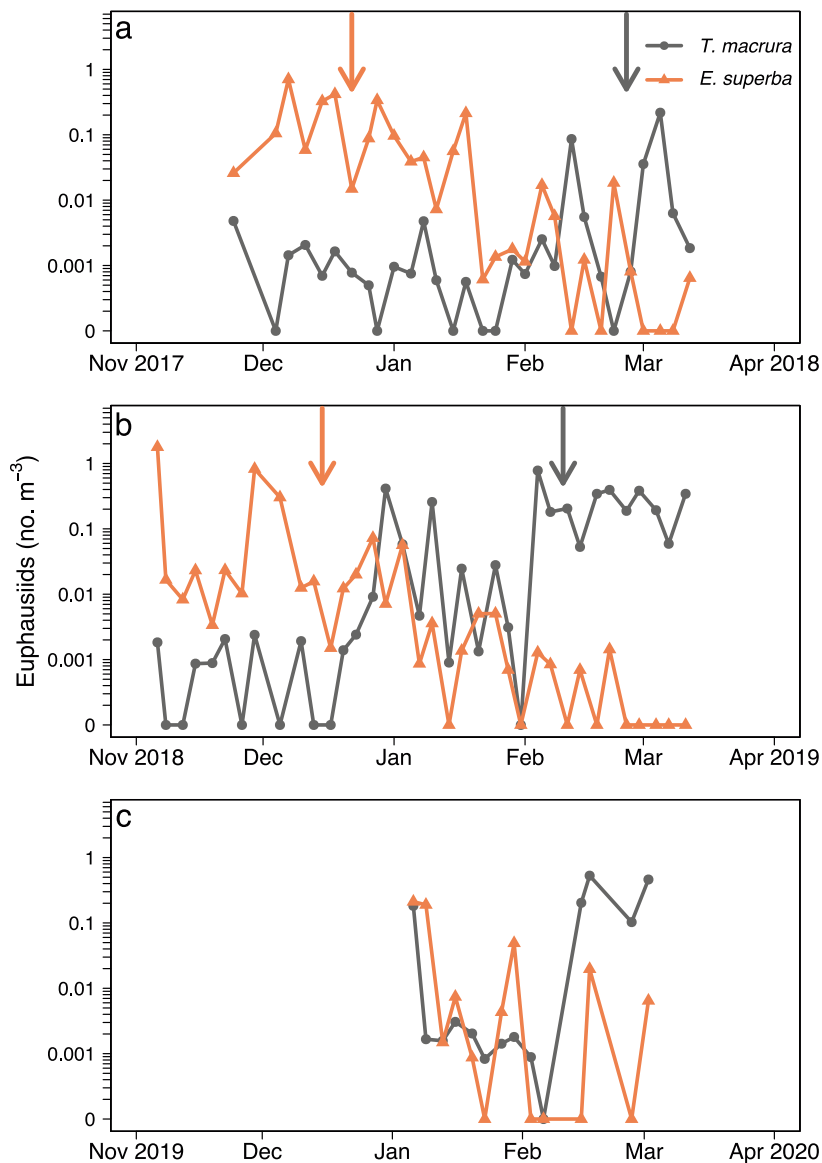 a
T. macrura
E. superba
1
0.1
0.01
0.001
0
Nov 2017 Dec Jan Feb Mar Apr 2018
Euphausiids (no. m⁻³)
b
1
0.1
0.01
0.001
0
Nov 2018 Dec Jan Feb Mar Apr 2019
c
1
0.1
0.01
0.001
0
Nov 2019 Dec Jan Feb Mar Apr 2020